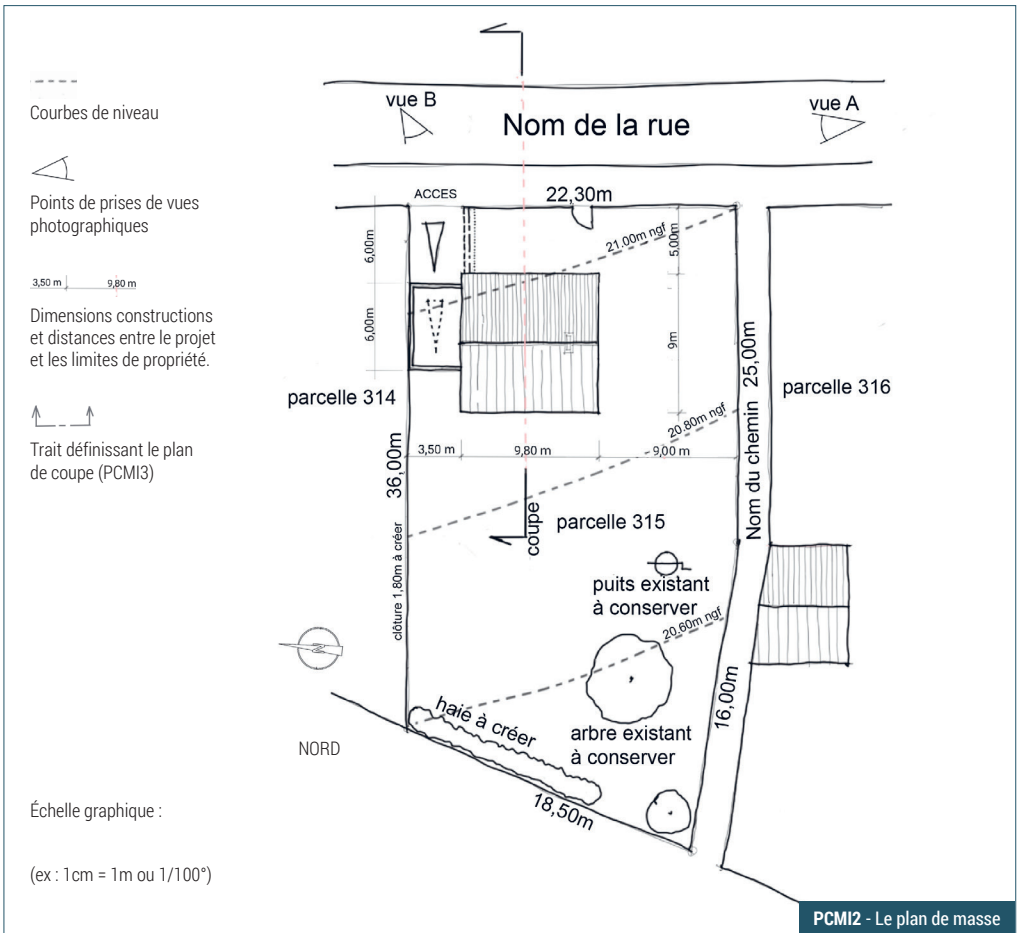 Courbes de niveau
Points de prises de vues
photographiques
3,50 m
9,80 m
Dimensions constructions
et distances entre le projet
et les limites de propriété.
Trait définissant le plan
de coupe (PCMI3)
NORD
Échelle graphique :
(ex : 1cm = 1m ou 1/100°)
vue B
Nom de la rue
vue A
ACCES
22,30m
6,00m
21.00m ngf
5,00m
6,00m
9m
parcelle 314
25,00m
parcelle 316
20.80m ngf
3,50 m
9,80 m
9,00 m
36,00m
Nom du chemin
coupe
parcelle 315
clôture 1,80m à créer
puits existant
à conserver
20.60m ngf
haie à créer
arbre existant
à conserver
16,00m
18,50m
PCMI2 - Le plan de masse